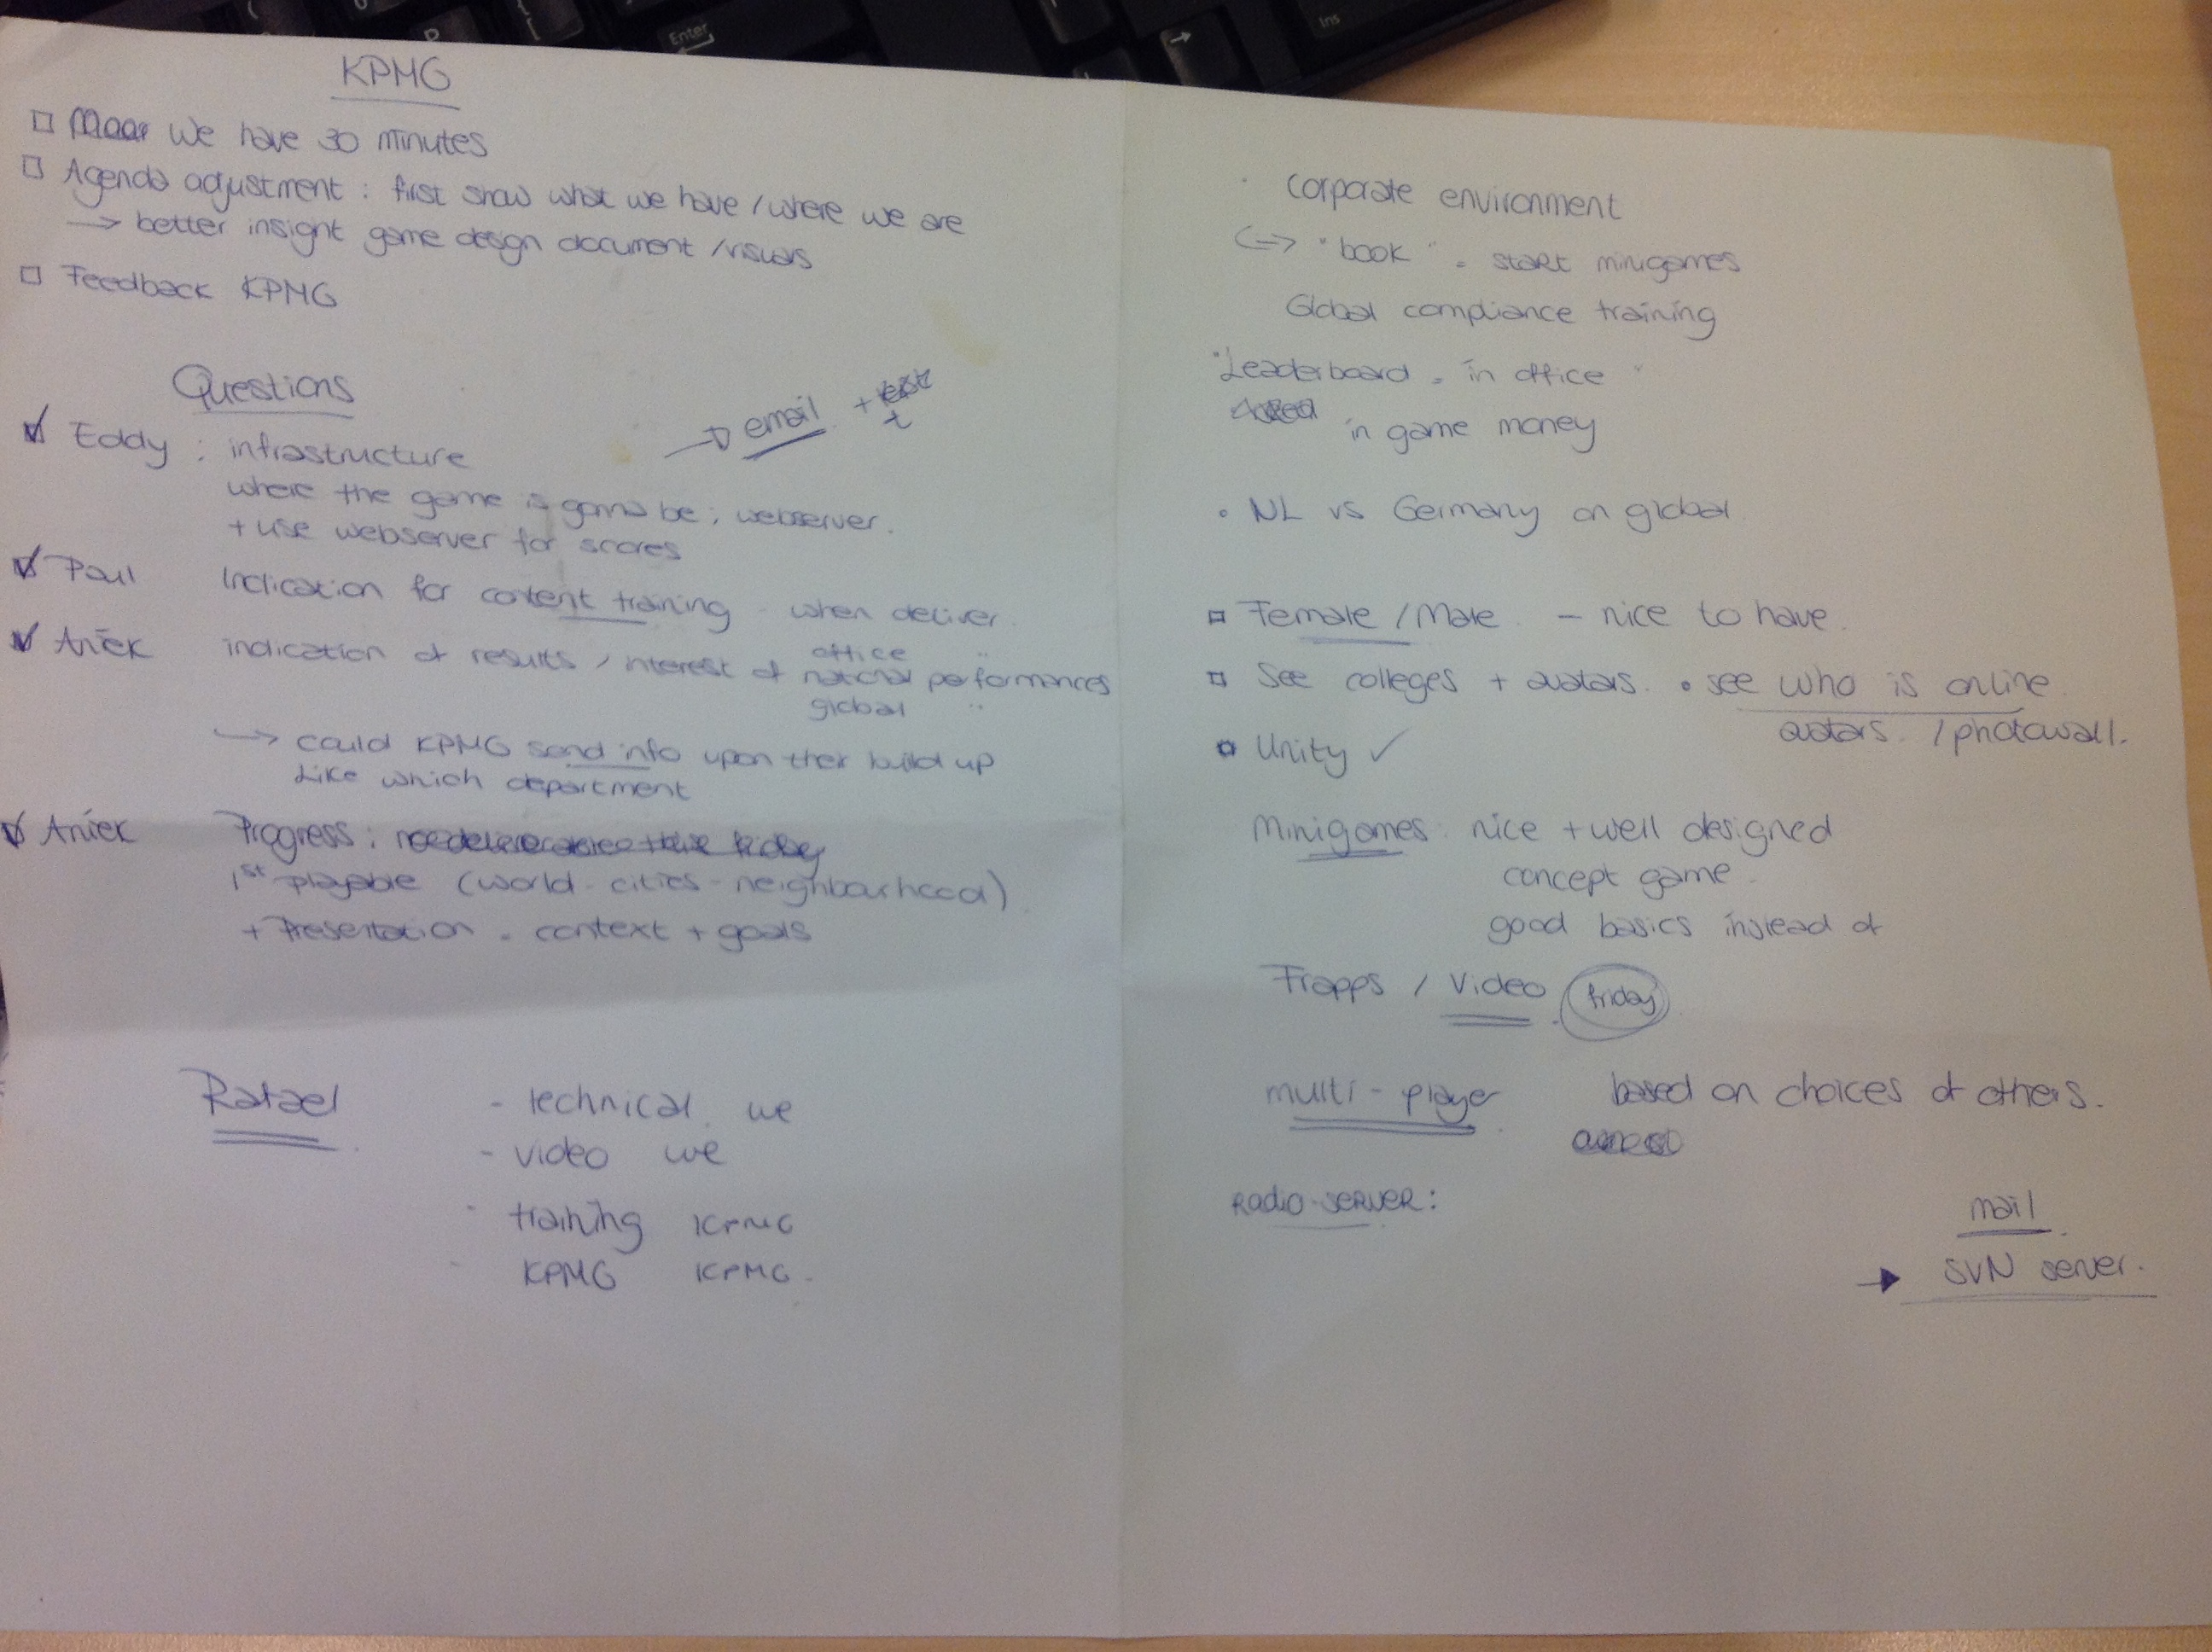 Enter
Ins
KPMG
We have 30 minutes
Agenda adjustment : first show what we have / where we are
→ better insight game design document / visuals
Feedback KPMG
Questions
→ email +
Eddy : infrastructure
where the game is gonna be ; webserver.
+ use webserver for scores
Paul Indication for content training - when deliver.
Aniek indication of results / interest of office
national performances
global "
→ could KPMG send info upon their build up
Like which department
Aniek Progress :
1st playable (world - cities - neighbourhood)
+ Presentation - context + goals
Rafael - technical we
- video we
- training KPMG
- KPMG KPMG.
corporate environment
<-> "book" - start minigames
Global compliance training
"Leaderboard - in office "
in game money
• NL vs Germany on global
Female / Male - nice to have.
See colleges + avatars. • see who is online
avatars. / photowall.
Unity ✓
Minigames : nice + well designed
concept game.
good basics instead of
Frapps / Video . friday
multi - player based on choices of others.
RADIO-SERVER :
mail
→ SVN server.